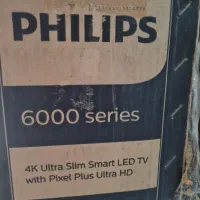 PHILIPS
6000 series
4K Ultra Slim Smart LED TV
with Pixel Plus Ultra HD